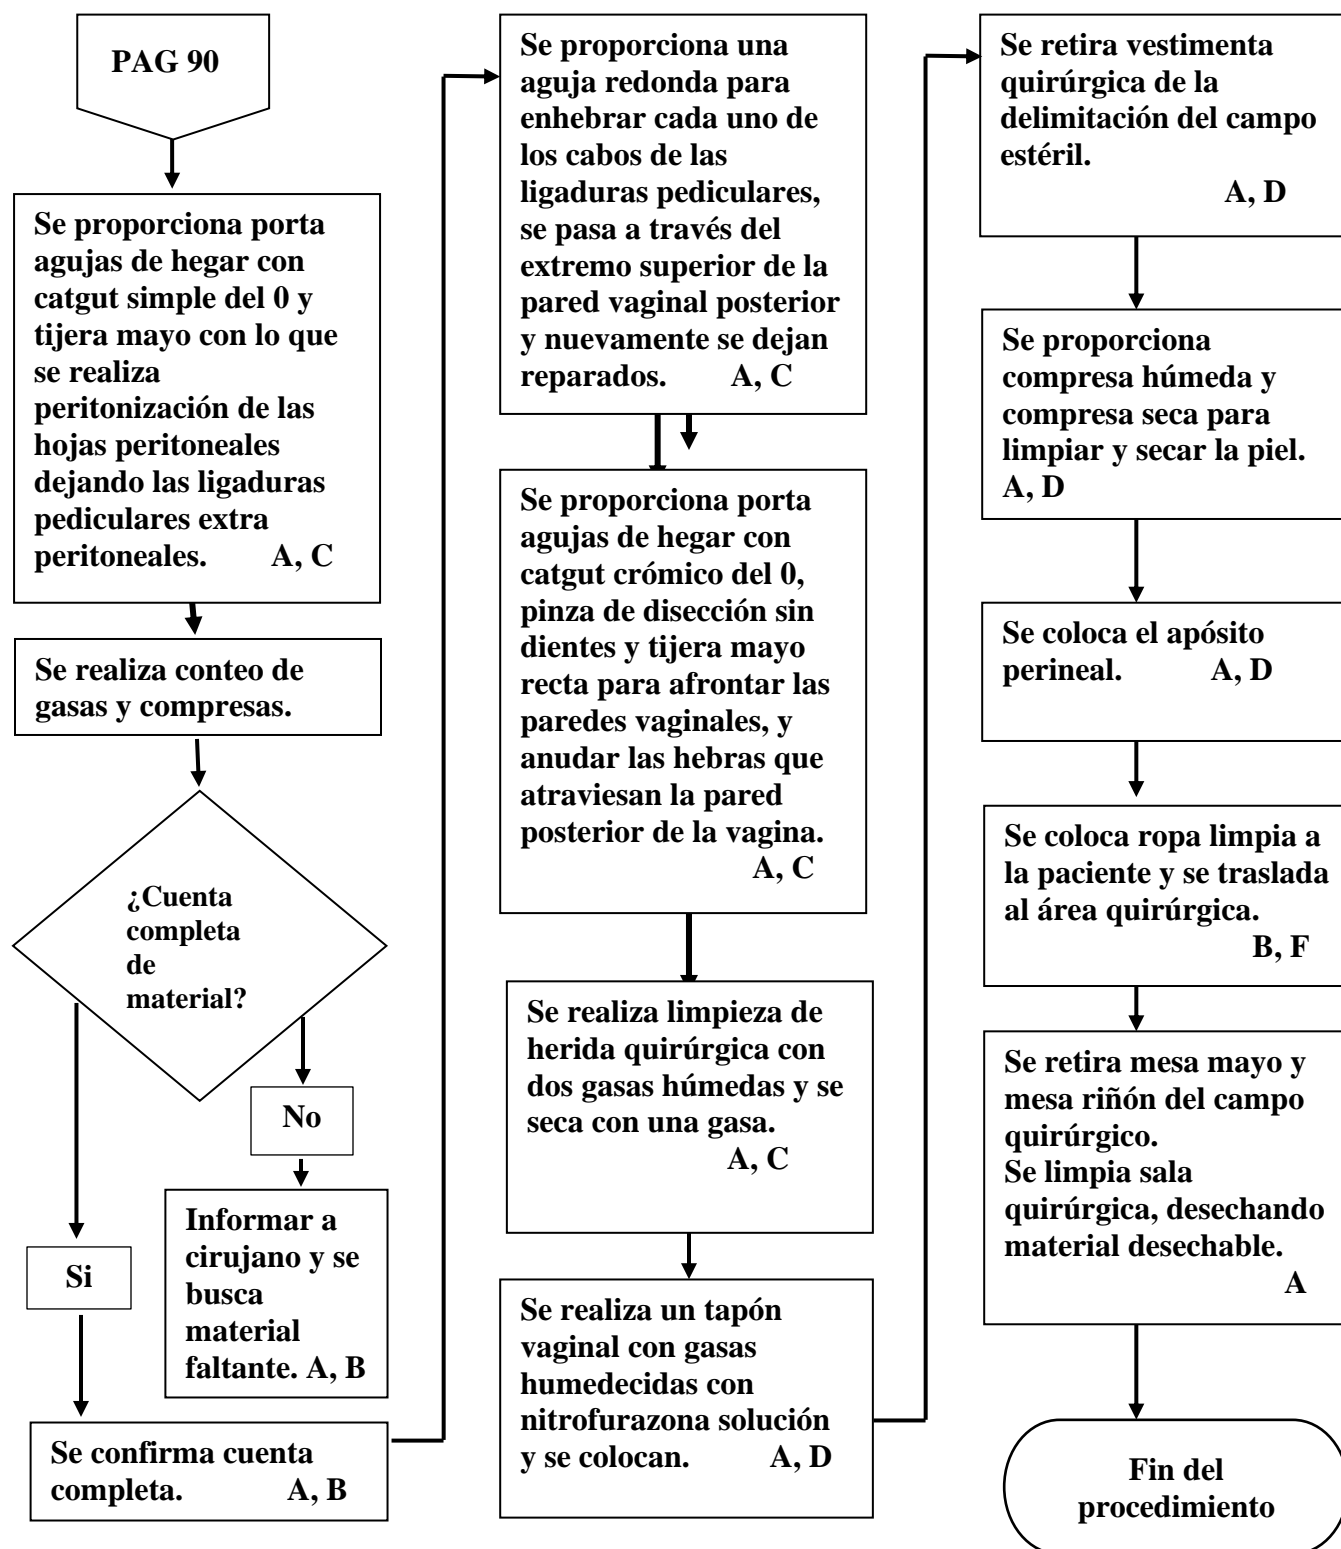 PAG 90
Se proporciona porta
agujas de hegar con
catgut simple del 0 y
tijera mayo con lo que
se realiza
peritonización de las
hojas peritoneales
dejando las ligaduras
pediculares extra
peritoneales. A, C
Se realiza conteo de
gasas y compresas.
¿Cuenta
completa
de
material?
No
Si
Informar a
cirujano y se
busca
material
faltante. A, B
Se confirma cuenta
completa. A, B
Se proporciona una
aguja redonda para
enhebrar cada uno de
los cabos de las
ligaduras pediculares,
se pasa a través del
extremo superior de la
pared vaginal posterior
y nuevamente se dejan
reparados. A, C
Se proporciona porta
agujas de hegar con
catgut crómico del 0,
pinza de disección sin
dientes y tijera mayo
recta para afrontar las
paredes vaginales, y
anudar las hebras que
atraviesan la pared
posterior de la vagina.
A, C
Se realiza limpieza de
herida quirúrgica con
dos gasas húmedas y se
seca con una gasa.
A, C
Se realiza un tapón
vaginal con gasas
humedecidas con
nitrofurazona solución
y se colocan. A, D
Se retira vestimenta
quirúrgica de la
delimitación del campo
estéril.
A, D
Se proporciona
compresa húmeda y
compresa seca para
limpiar y secar la piel.
A, D
Se coloca el apósito
perineal. A, D
Se coloca ropa limpia a
la paciente y se traslada
al área quirúrgica.
B, F
Se retira mesa mayo y
mesa riñón del campo
quirúrgico.
Se limpia sala
quirúrgica, desechando
material desechable.
A
Fin del
procedimiento